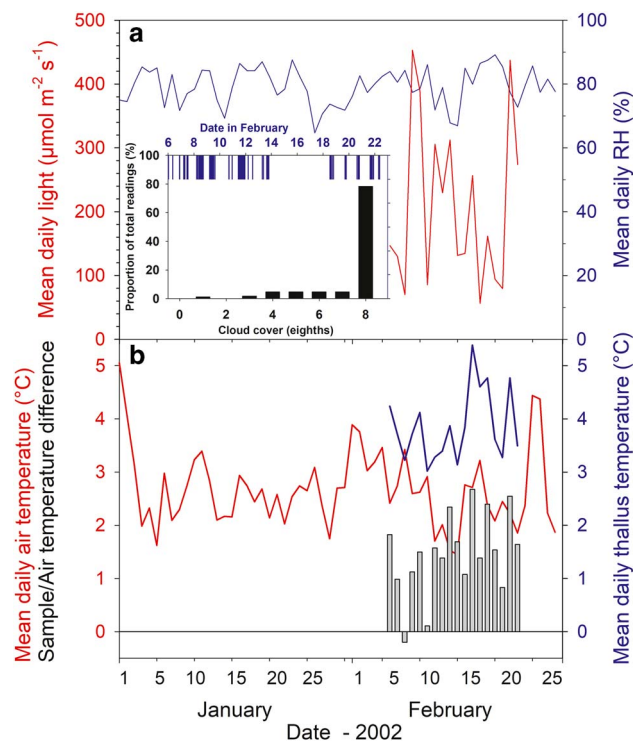 500
400
300
200
100
0
Mean daily light (µmol m⁻² s⁻¹)
a
100
80
60
40
20
0
Mean daily RH (%)
Date in February
6 8 10 12 14 16 18 20 22
100
80
60
40
20
0
Proportion of total readings (%)
0 2 4 6 8
Cloud cover (eighths)
b
5
4
3
2
1
0
Mean daily air temperature (°C)
Sample/Air temperature difference
5
4
3
2
1
0
Mean daily thallus temperature (°C)
1 5 10 15 20 25 1 5 10 15 20 25
January February
Date - 2002